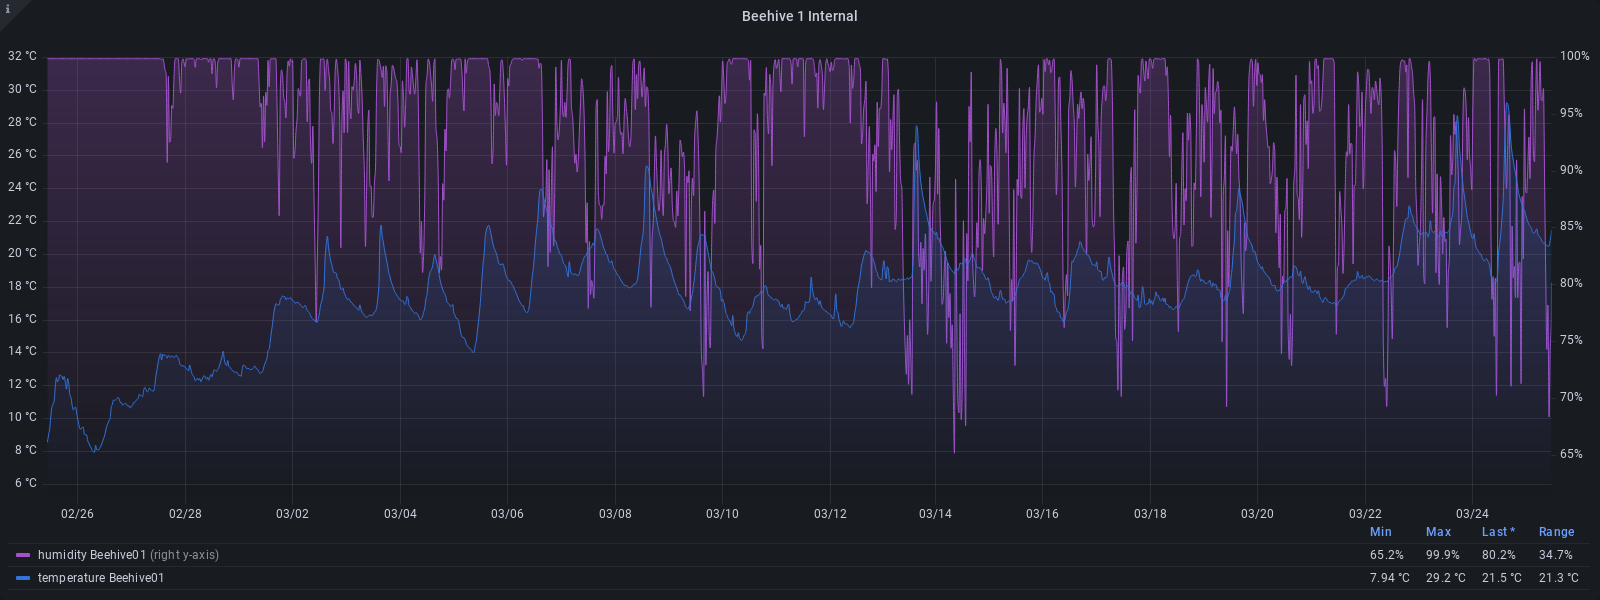 i
Beehive 1 Internal
32 °C
30 °C
28 °C
26 °C
24 °C
22 °C
20 °C
18 °C
16 °C
14 °C
12 °C
10 °C
8 °C
6 °C
100%
95%
90%
85%
80%
75%
70%
65%
02/26 02/28 03/02 03/04 03/06 03/08 03/10 03/12 03/14 03/16 03/18 03/20 03/22 03/24
Min Max Last * Range
humidity Beehive01 (right y-axis) 65.2% 99.9% 80.2% 34.7%
temperature Beehive01 7.94 °C 29.2 °C 21.5 °C 21.3 °C